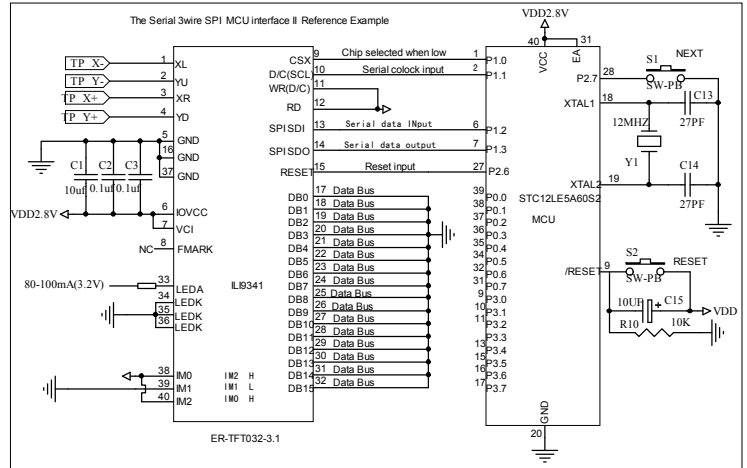 The Serial 3wire SPI MCU interface II Reference Example
VDD2.8V
40 31
VCC EA
TP X- 1 XL
TP Y- 2 YU
TP X+ 3 XR
TP Y+ 4 YD
5 GND
16 GND
37 GND
C1 C2 C3
10uf 0.1uf 0.1uf
VDD2.8V 6 IOVCC
7 VCI
NC 8 FMARK
80-100mA(3.2V) 33 LEDA
34 LEDK
35 LEDK
36 LEDK
38 IM0 IM2 H
39 IM1 IM1 L
40 IM2 IM0 H
ILI9341
ER-TFT032-3.1
CSX 9 Chip selected when low 1 P1.0
D/C(SCL) 10 Serial colock input 2 P1.1
WR(D/C) 11
RD 12
SPISDI 13 Serial data INput 6 P1.2
SPISDO 14 Serial data output 7 P1.3
RESET 15 Reset input 27 P2.6
DB0 17 Data Bus
DB1 18 Data Bus
DB2 19 Data Bus
DB3 20 Data Bus
DB4 21 Data Bus
DB5 22 Data Bus
DB6 23 Data Bus
DB7 24 Data Bus
DB8 25 Data Bus
DB9 26 Data Bus
DB10 27 Data Bus
DB11 28 Data Bus
DB12 29 Data Bus
DB13 30 Data Bus
DB14 31 Data Bus
DB15 32 Data Bus
39 P0.0
38 P0.1
37 P0.2
36 P0.3
35 P0.4
34 P0.5
32 P0.6
31 P0.7
9 P3.0
10 P3.1
11 P3.2
P3.3
13 P3.4
15 P3.5
16 P3.6
17 P3.7
STC12LE5A60S2
MCU
GND
20
P2.7 28
S1 NEXT
SW-PB
XTAL1 18
C13
27PF
12MHZ
Y1
XTAL2 19
C14
27PF
/RESET 9
S2 RESET
SW-PB
10UF + C15
VDD
R10 10K